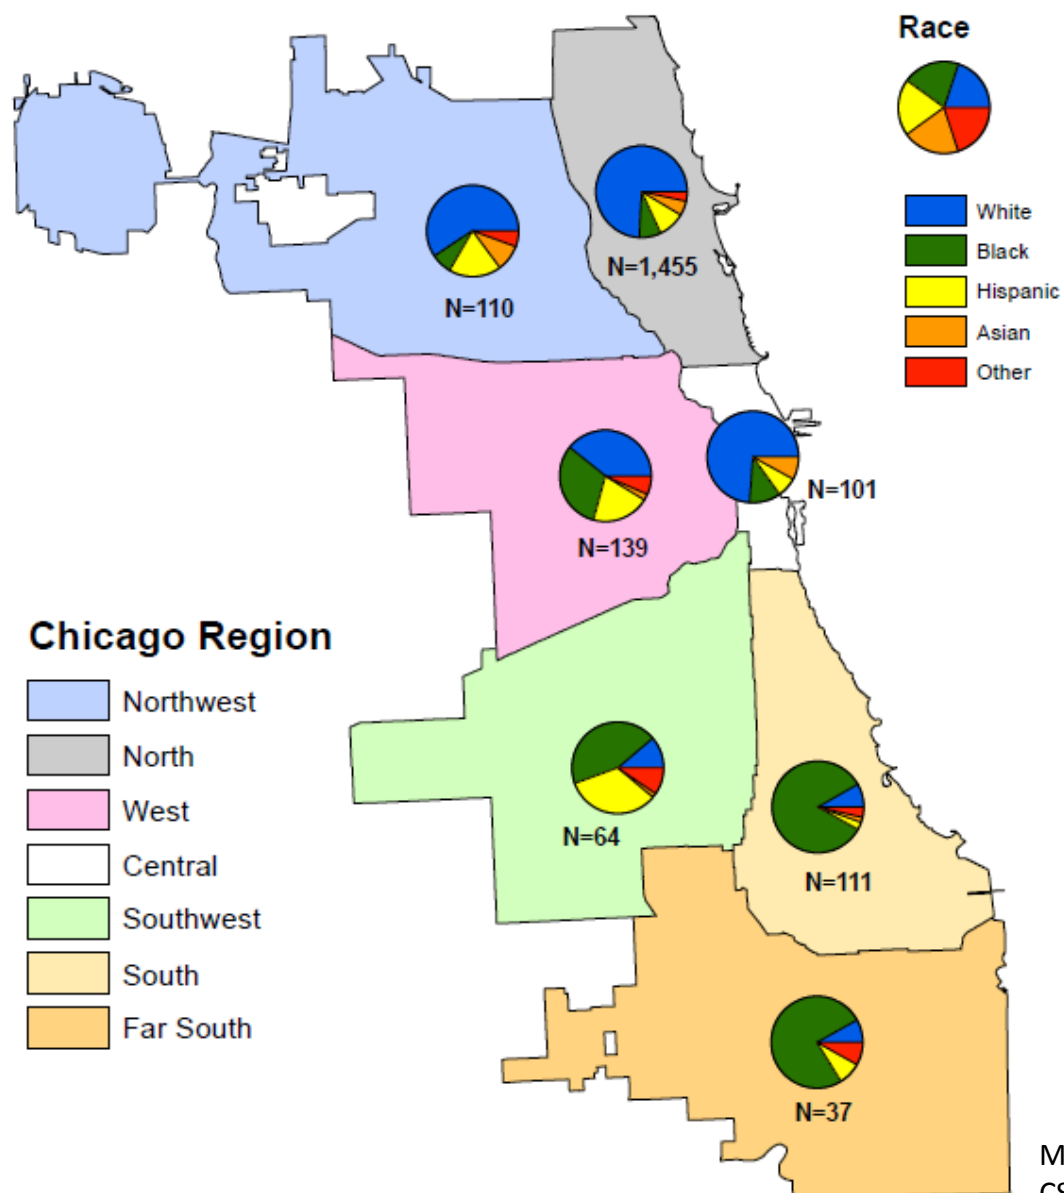 Race
White
Black
Hispanic
Asian
Other
N=1,455
N=110
N=101
N=139
Chicago Region
Northwest
North
West
Central
Southwest
South
Far South
N=64
N=111
N=37